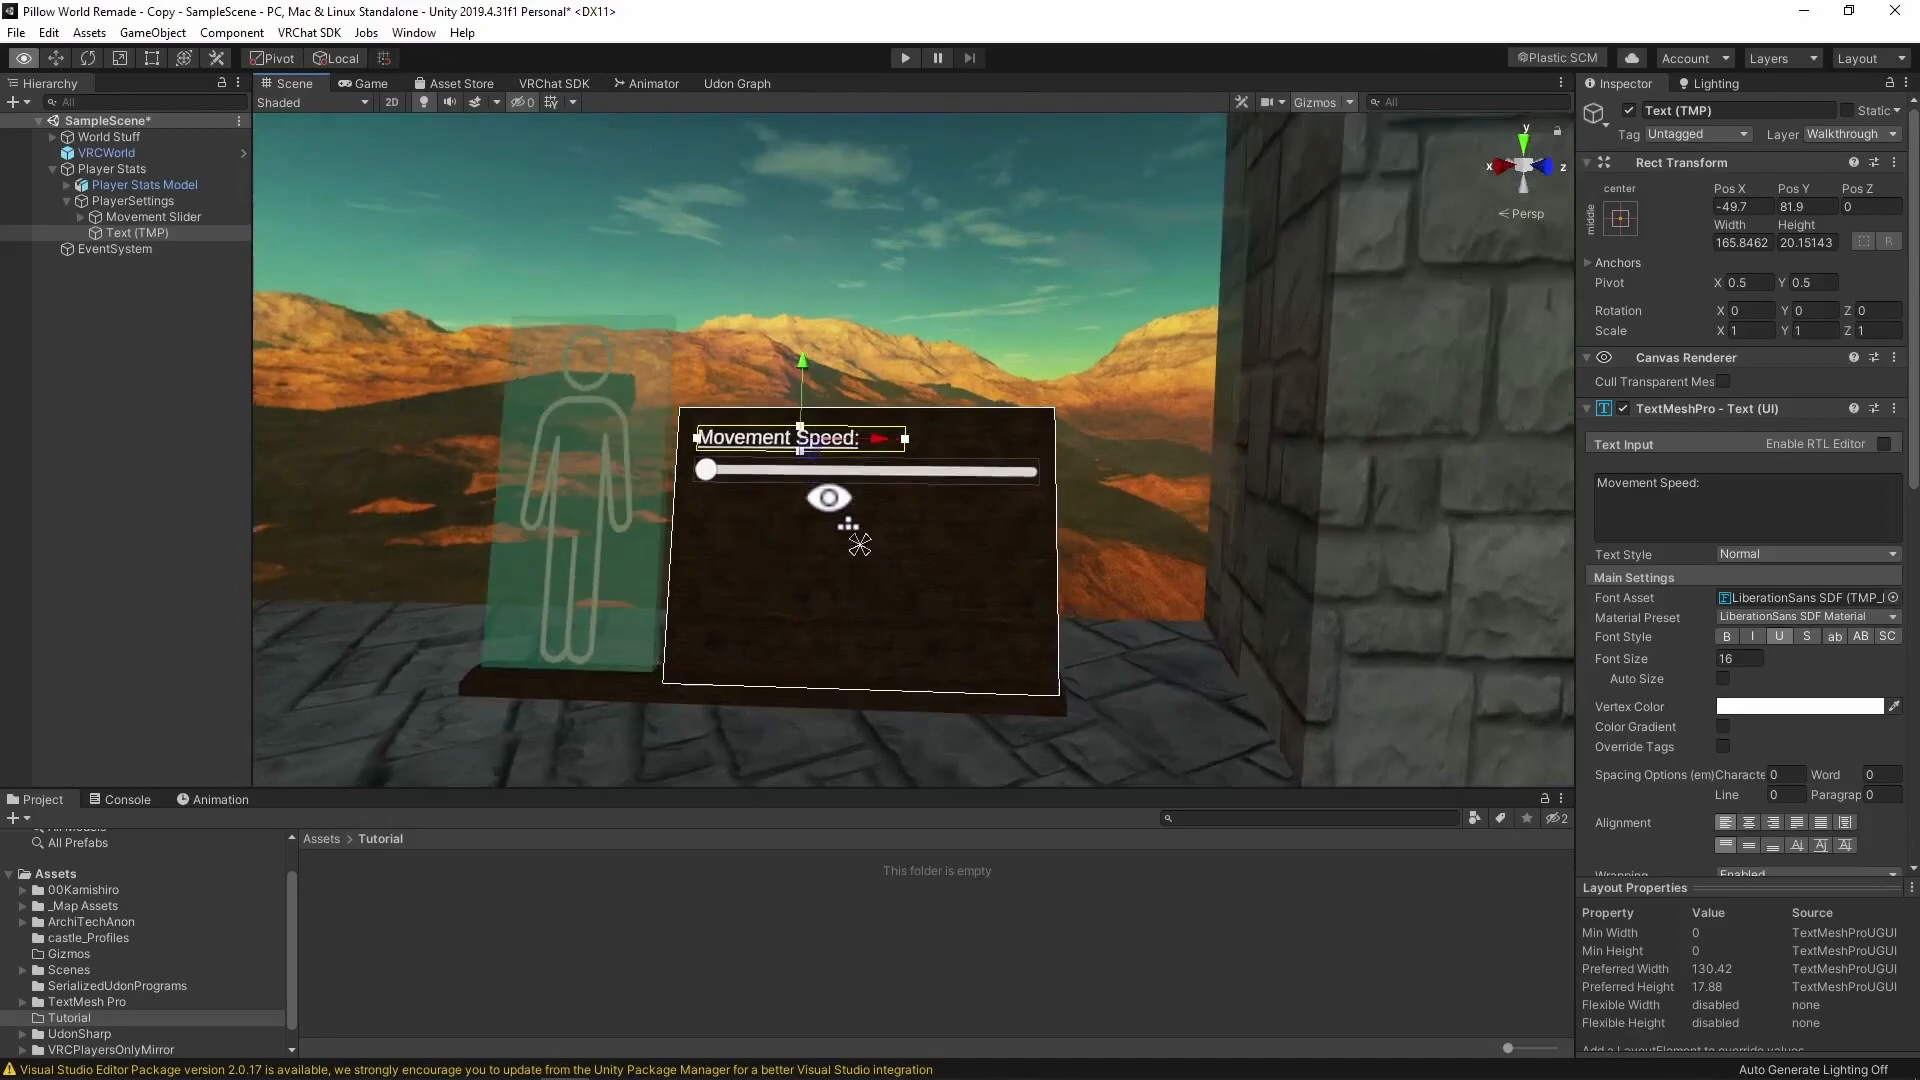 Pillow World Remade - Copy - SampleScene - PC, Mac & Linux Standalone - Unity 2019.4.31f1 Personal* <DX11>
File Edit Assets GameObject Component VRChat SDK Jobs Window Help
Pivot Local Plastic SCM Account Layers Layout
Hierarchy
All
SampleScene*
World Stuff
VRCWorld
Player Stats
Player Stats Model
PlayerSettings
Movement Slider
Text (TMP)
EventSystem
Scene Game Asset Store VRChat SDK Animator Udon Graph
Shaded 2D 0 Gizmos All
y
x
z
Persp
Movement Speed:
Inspector Lighting
Text (TMP) Static
Tag Untagged Layer Walkthrough
Rect Transform
center
middle
Pos X Pos Y Pos Z
-49.7 81.9 0
Width Height
165.8462 20.15143 R
Anchors
Pivot X 0.5 Y 0.5
Rotation X 0 Y 0 Z 0
Scale X 1 Y 1 Z 1
Canvas Renderer
Cull Transparent Mes
TextMeshPro - Text (UI)
Text Input Enable RTL Editor
Movement Speed:
Text Style Normal
Main Settings
Font Asset LiberationSans SDF (TMP_
Material Preset LiberationSans SDF Material
Font Style B I U S ab AB SC
Font Size 16
Auto Size
Vertex Color
Color Gradient
Override Tags
Spacing Options (em) Characte 0 Word 0
Line 0 Paragrap 0
Alignment
Wrapping Enabled
Layout Properties
Property Value Source
Min Width 0 TextMeshProUGUI
Min Height 0 TextMeshProUGUI
Preferred Width 130.42 TextMeshProUGUI
Preferred Height 17.88 TextMeshProUGUI
Flexible Width disabled none
Flexible Height disabled none
Add a LayoutElement to override values
Project Console Animation
2
All Models
All Prefabs
Assets
00Kamishiro
_Map Assets
ArchiTechAnon
castle_Profiles
Gizmos
Scenes
SerializedUdonPrograms
TextMesh Pro
Tutorial
UdonSharp
VRCPlayersOnlyMirror
Assets > Tutorial
This folder is empty
Visual Studio Editor Package version 2.0.17 is available, we strongly encourage you to update from the Unity Package Manager for a better Visual Studio integration
Auto Generate Lighting Off